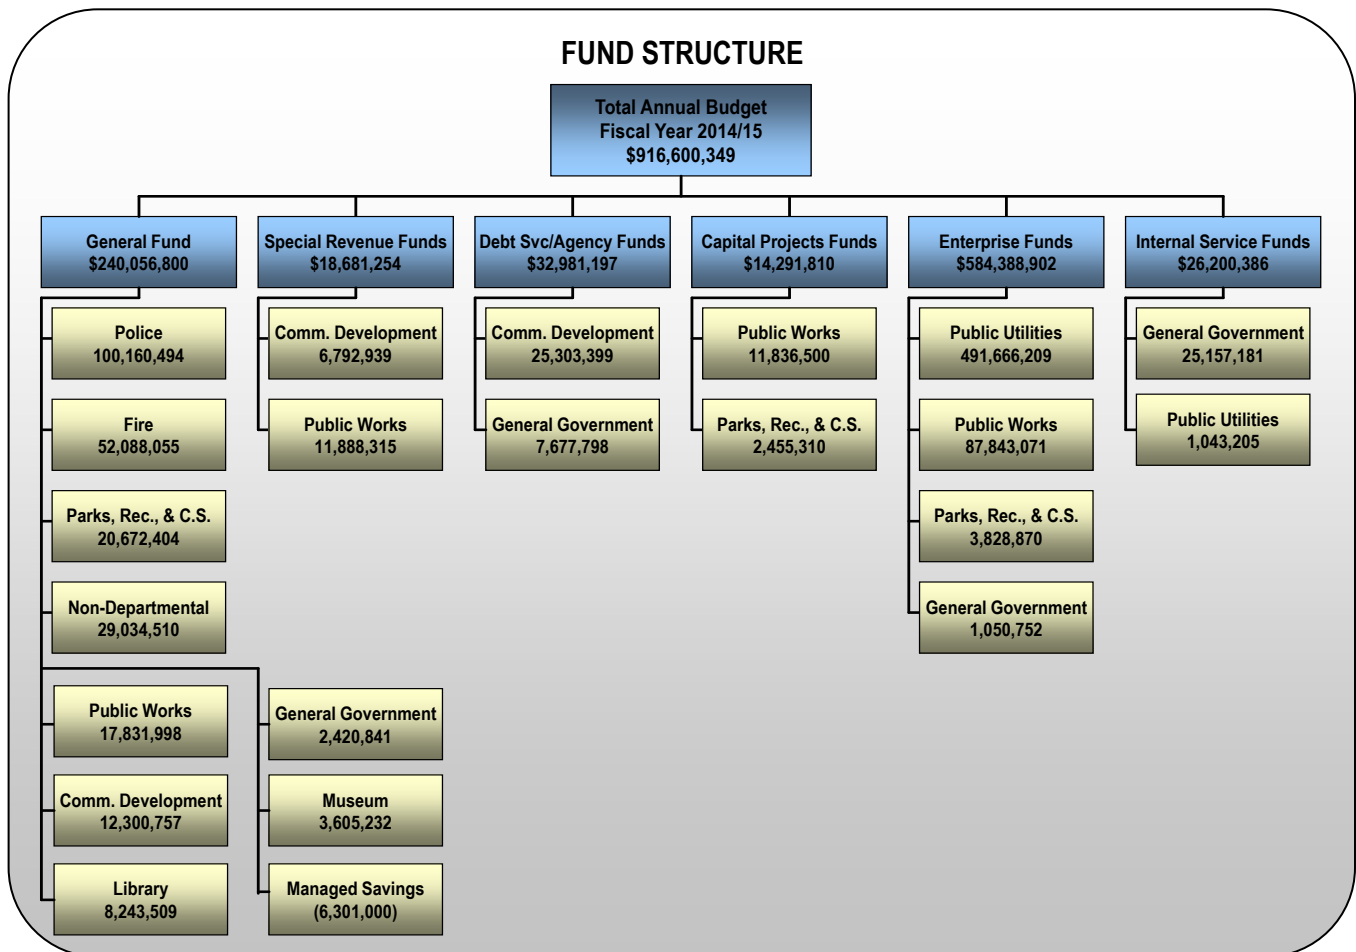 FUND STRUCTURE
Total Annual Budget
Fiscal Year 2014/15
$916,600,349
General Fund
$240,056,800
Special Revenue Funds
$18,681,254
Debt Svc/Agency Funds
$32,981,197
Capital Projects Funds
$14,291,810
Enterprise Funds
$584,388,902
Internal Service Funds
$26,200,386
Police
100,160,494
Comm. Development
6,792,939
Comm. Development
25,303,399
Public Works
11,836,500
Public Utilities
491,666,209
General Government
25,157,181
Fire
52,088,055
Public Works
11,888,315
General Government
7,677,798
Parks, Rec., & C.S.
2,455,310
Public Works
87,843,071
Public Utilities
1,043,205
Parks, Rec., & C.S.
20,672,404
Parks, Rec., & C.S.
3,828,870
Non-Departmental
29,034,510
General Government
1,050,752
Public Works
17,831,998
General Government
2,420,841
Comm. Development
12,300,757
Museum
3,605,232
Library
8,243,509
Managed Savings
(6,301,000)